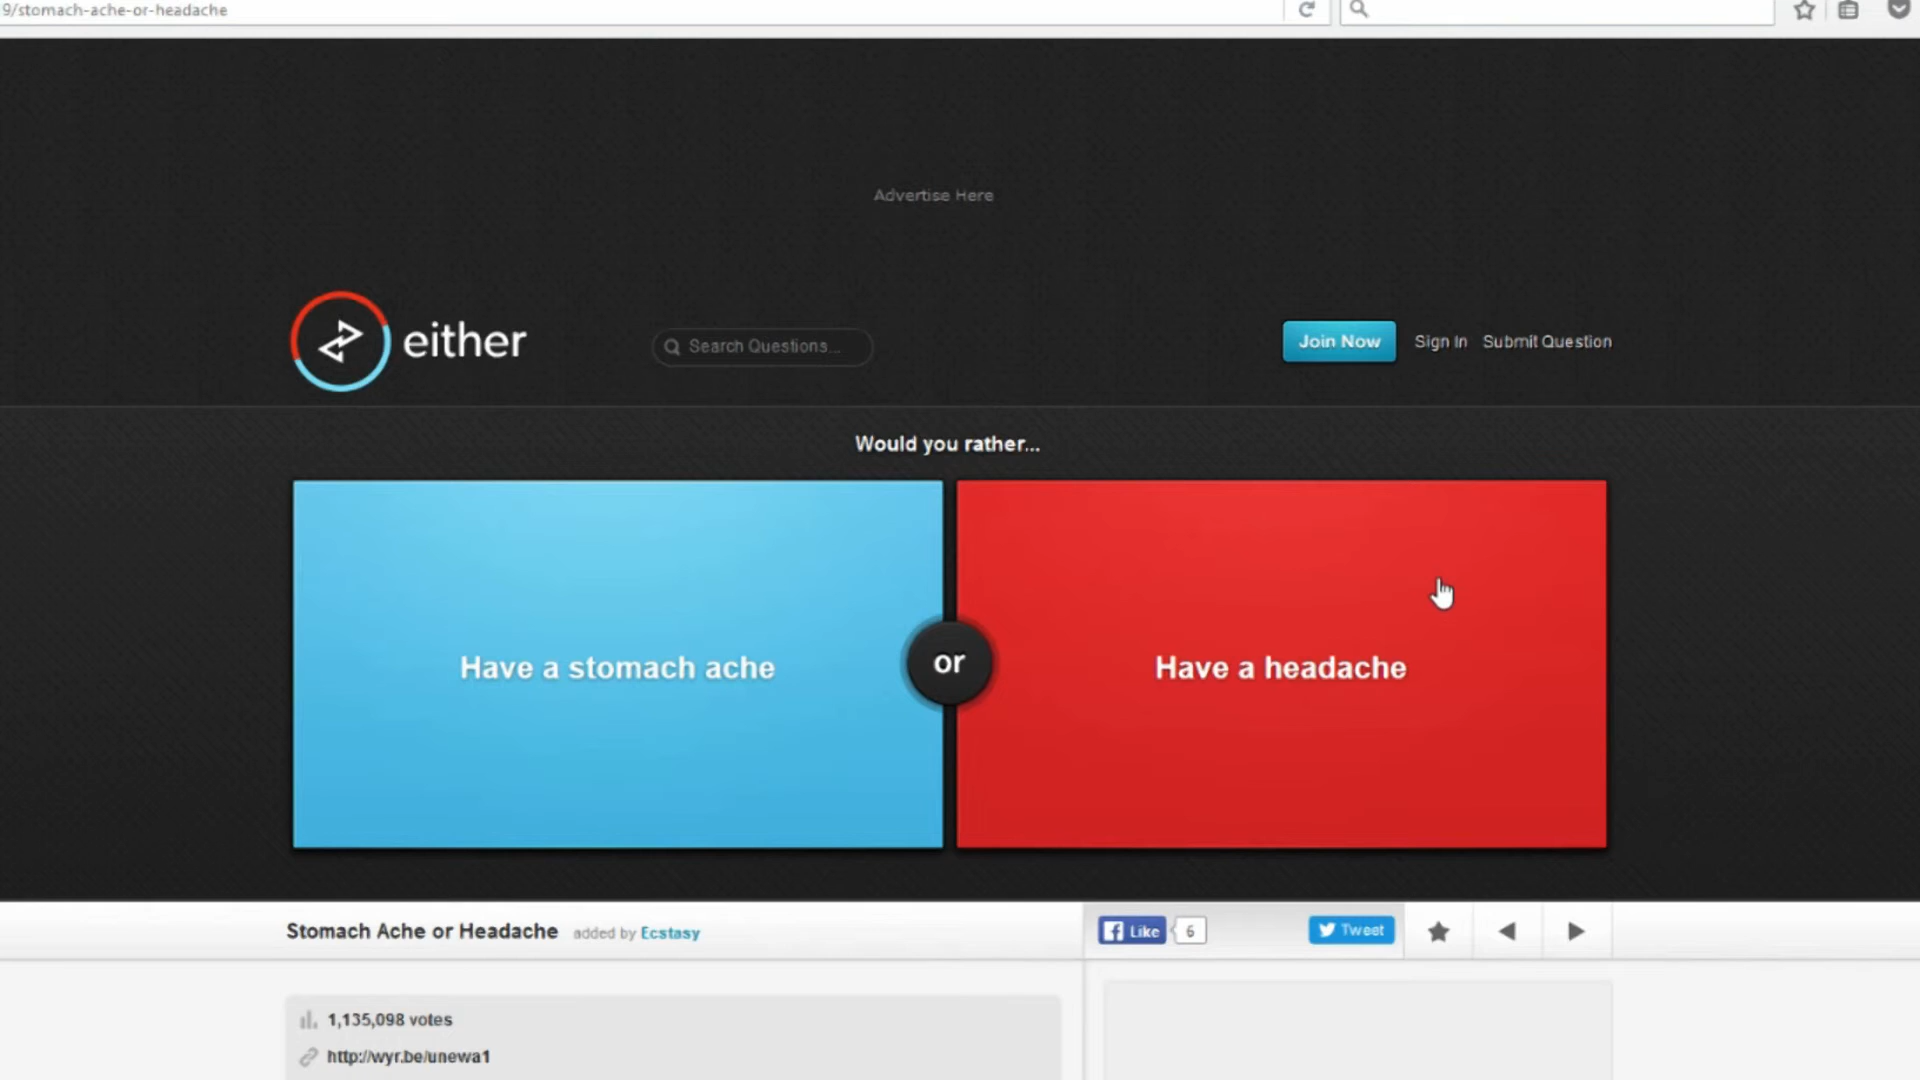 9/stomach-ache-or-headache
Advertise Here
either
Search Questions...
Join Now
Sign In
Submit Question
Would you rather...
Have a stomach ache
or
Have a headache
Stomach Ache or Headache added by Ecstasy
Like
6
Tweet
1,135,098 votes
http://wyr.be/unewa1